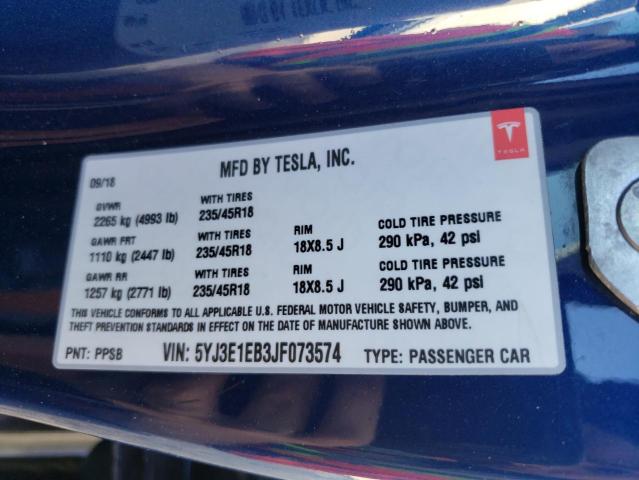 MFD BY TESLA, INC.
TESLA
09/18
GVWR WITH TIRES
2265 kg (4993 lb) 235/45R18
GAWR FRT WITH TIRES RIM COLD TIRE PRESSURE
1110 kg (2447 lb) 235/45R18 18X8.5 J 290 kPa, 42 psi
GAWR RR WITH TIRES RIM COLD TIRE PRESSURE
1257 kg (2771 lb) 235/45R18 18X8.5 J 290 kPa, 42 psi
THIS VEHICLE CONFORMS TO ALL APPLICABLE U.S. FEDERAL MOTOR VEHICLE SAFETY, BUMPER, AND
THEFT PREVENTION STANDARDS IN EFFECT ON THE DATE OF MANUFACTURE SHOWN ABOVE.
PNT: PPSB VIN: 5YJ3E1EB3JF073574 TYPE: PASSENGER CAR